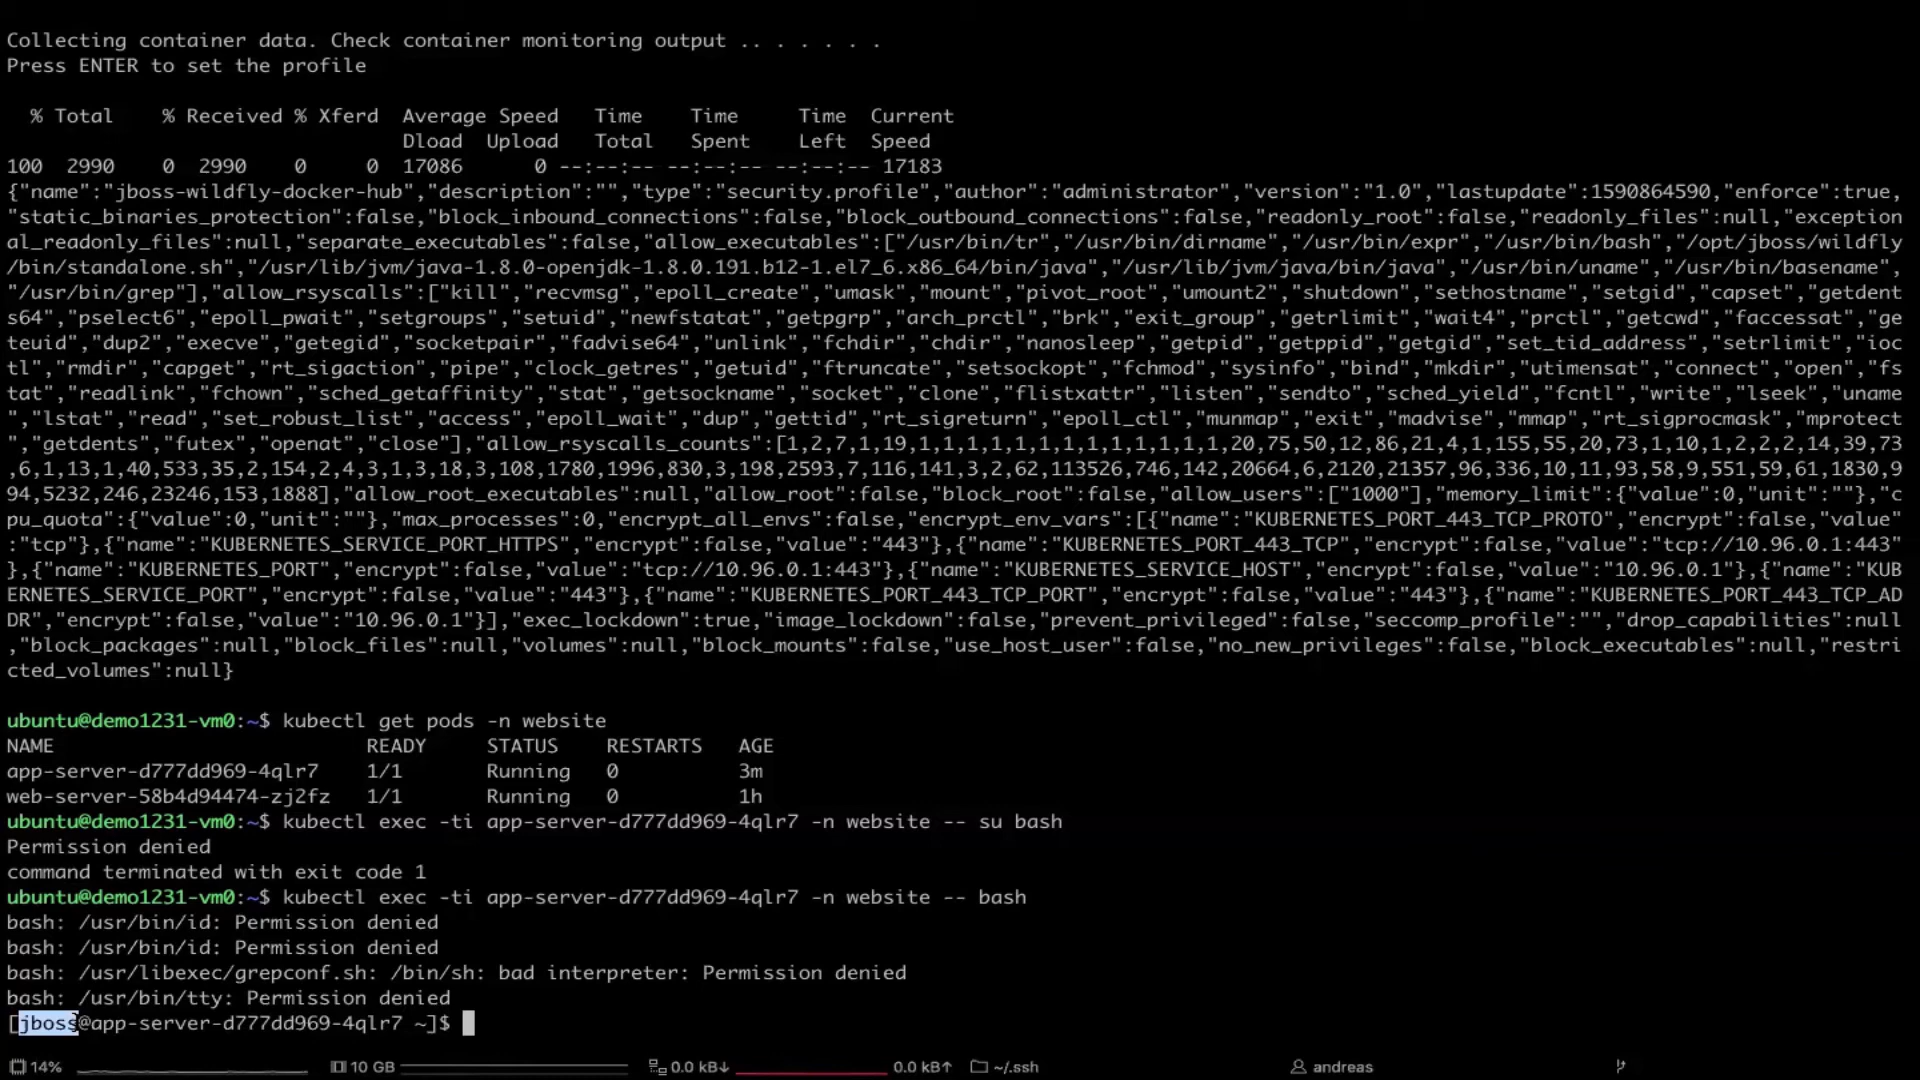 Collecting container data. Check container monitoring output .. . . . . .
Press ENTER to set the profile
% Total % Received % Xferd Average Speed Time Time Time Current
Dload Upload Total Spent Left Speed
100 2990 0 2990 0 0 17086 0 --:--:-- --:--:-- --:--:-- 17183
{"name":"jboss-wildfly-docker-hub","description":"","type":"security.profile","author":"administrator","version":"1.0","lastupdate":1590864590,"enforce":true,
"static_binaries_protection":false,"block_inbound_connections":false,"block_outbound_connections":false,"readonly_root":false,"readonly_files":null,"exception
al_readonly_files":null,"separate_executables":false,"allow_executables":["/usr/bin/tr","/usr/bin/dirname","/usr/bin/expr","/usr/bin/bash","/opt/jboss/wildfly
/bin/standalone.sh","/usr/lib/jvm/java-1.8.0-openjdk-1.8.0.191.b12-1.el7_6.x86_64/bin/java","/usr/lib/jvm/java/bin/java","/usr/bin/uname","/usr/bin/basename",
"/usr/bin/grep"],"allow_rsyscalls":["kill","recvmsg","epoll_create","umask","mount","pivot_root","umount2","shutdown","sethostname","setgid","capset","getdent
s64","pselect6","epoll_pwait","setgroups","setuid","newfstatat","getpgrp","arch_prctl","brk","exit_group","getrlimit","wait4","prctl","getcwd","faccessat","ge
teuid","dup2","execve","getegid","socketpair","fadvise64","unlink","fchdir","chdir","nanosleep","getpid","getppid","getgid","set_tid_address","setrlimit","ioc
tl","rmdir","capget","rt_sigaction","pipe","clock_getres","getuid","ftruncate","setsockopt","fchmod","sysinfo","bind","mkdir","utimensat","connect","open","fs
tat","readlink","fchown","sched_getaffinity","stat","getsockname","socket","clone","flistxattr","listen","sendto","sched_yield","fcntl","write","lseek","uname
","lstat","read","set_robust_list","access","epoll_wait","dup","gettid","rt_sigreturn","epoll_ctl","munmap","exit","madvise","mmap","rt_sigprocmask","mprotect
","getdents","futex","openat","close"],"allow_rsyscalls_counts":[1,2,7,1,19,1,1,1,1,1,1,1,1,1,1,1,1,20,75,50,12,86,21,4,1,155,55,20,73,1,10,1,2,2,2,14,39,73
,6,1,13,1,40,533,35,2,154,2,4,3,1,3,18,3,108,1780,1996,830,3,198,2593,7,116,141,3,2,62,113526,746,142,20664,6,2120,21357,96,336,10,11,93,58,9,551,59,61,1830,9
94,5232,246,23246,153,1888],"allow_root_executables":null,"allow_root":false,"block_root":false,"allow_users":["1000"],"memory_limit":{"value":0,"unit":""},"c
pu_quota":{"value":0,"unit":""},"max_processes":0,"encrypt_all_envs":false,"encrypt_env_vars":[{"name":"KUBERNETES_PORT_443_TCP_PROTO","encrypt":false,"value"
:"tcp"},{"name":"KUBERNETES_SERVICE_PORT_HTTPS","encrypt":false,"value":"443"},{"name":"KUBERNETES_PORT_443_TCP","encrypt":false,"value":"tcp://10.96.0.1:443"
},{"name":"KUBERNETES_PORT","encrypt":false,"value":"tcp://10.96.0.1:443"},{"name":"KUBERNETES_SERVICE_HOST","encrypt":false,"value":"10.96.0.1"},{"name":"KUB
ERNETES_SERVICE_PORT","encrypt":false,"value":"443"},{"name":"KUBERNETES_PORT_443_TCP_PORT","encrypt":false,"value":"443"},{"name":"KUBERNETES_PORT_443_TCP_AD
DR","encrypt":false,"value":"10.96.0.1"}],"exec_lockdown":true,"image_lockdown":false,"prevent_privileged":false,"seccomp_profile":"","drop_capabilities":null
,"block_packages":null,"block_files":null,"volumes":null,"block_mounts":false,"use_host_user":false,"no_new_privileges":false,"block_executables":null,"restri
cted_volumes":null}
ubuntu@demo1231-vm0:~$ kubectl get pods -n website
NAME READY STATUS RESTARTS AGE
app-server-d777dd969-4qlr7 1/1 Running 0 3m
web-server-58b4d94474-zj2fz 1/1 Running 0 1h
ubuntu@demo1231-vm0:~$ kubectl exec -ti app-server-d777dd969-4qlr7 -n website -- su bash
Permission denied
command terminated with exit code 1
ubuntu@demo1231-vm0:~$ kubectl exec -ti app-server-d777dd969-4qlr7 -n website -- bash
bash: /usr/bin/id: Permission denied
bash: /usr/bin/id: Permission denied
bash: /usr/libexec/grepconf.sh: /bin/sh: bad interpreter: Permission denied
bash: /usr/bin/tty: Permission denied
[jboss@app-server-d777dd969-4qlr7 ~]$
14% 10 GB 0.0 kB↓ 0.0 kB↑ ~/.ssh andreas